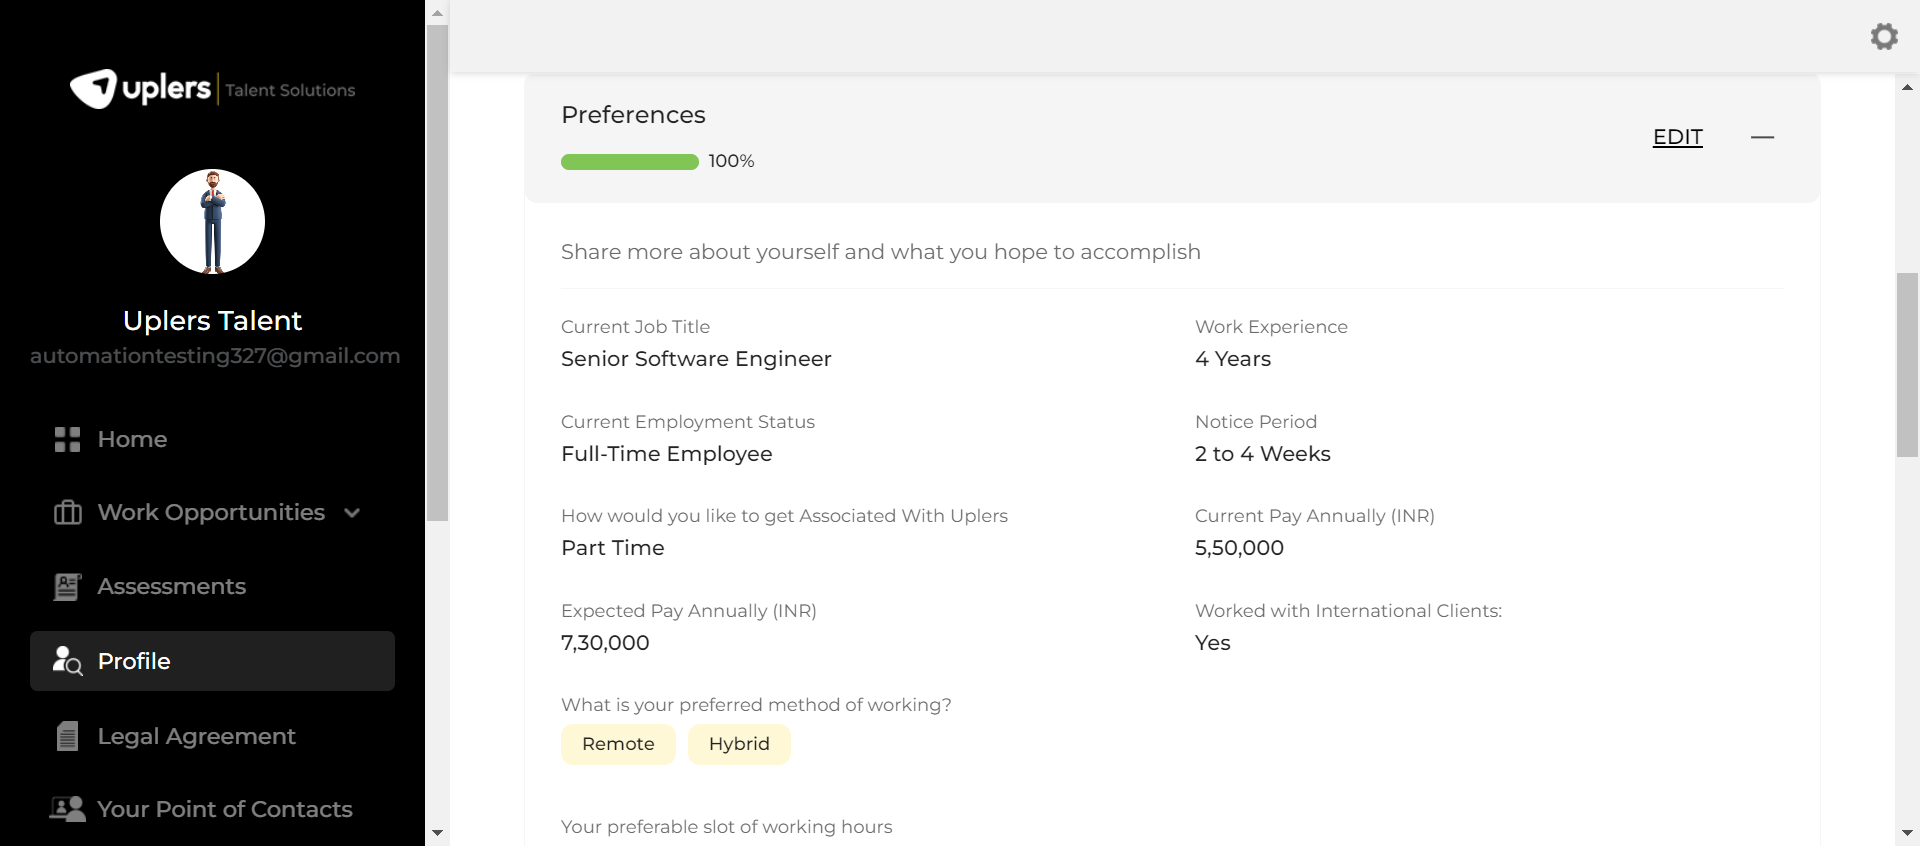 uplers Talent Solutions
Uplers Talent
automationtesting327@gmail.com
Home
Work Opportunities
Assessments
Profile
Legal Agreement
Your Point of Contacts
Preferences
100%
EDIT
Share more about yourself and what you hope to accomplish
Current Job Title
Senior Software Engineer
Work Experience
4 Years
Current Employment Status
Full-Time Employee
Notice Period
2 to 4 Weeks
How would you like to get Associated With Uplers
Part Time
Current Pay Annually (INR)
5,50,000
Expected Pay Annually (INR)
7,30,000
Worked with International Clients:
Yes
What is your preferred method of working?
Remote
Hybrid
Your preferable slot of working hours